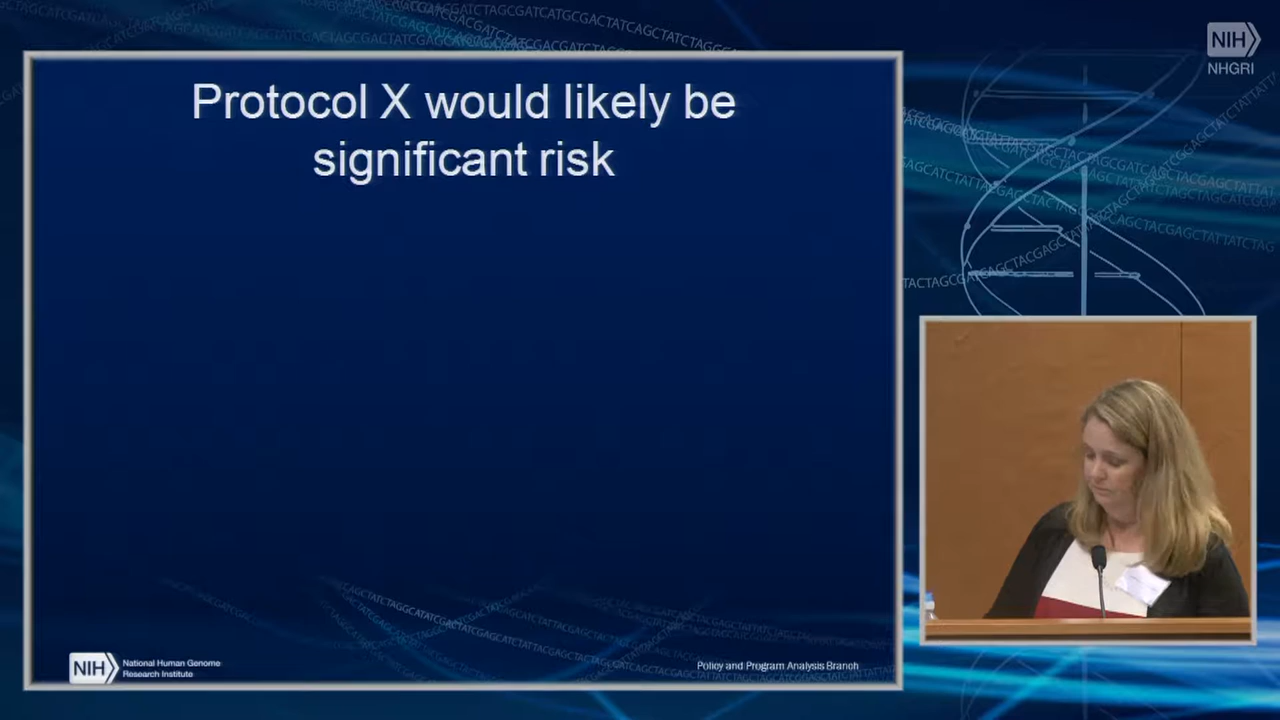 NIH
NHGRI
Protocol X would likely be
significant risk
NIH
National Human Genome
Research Institute
Policy and Program Analysis Branch